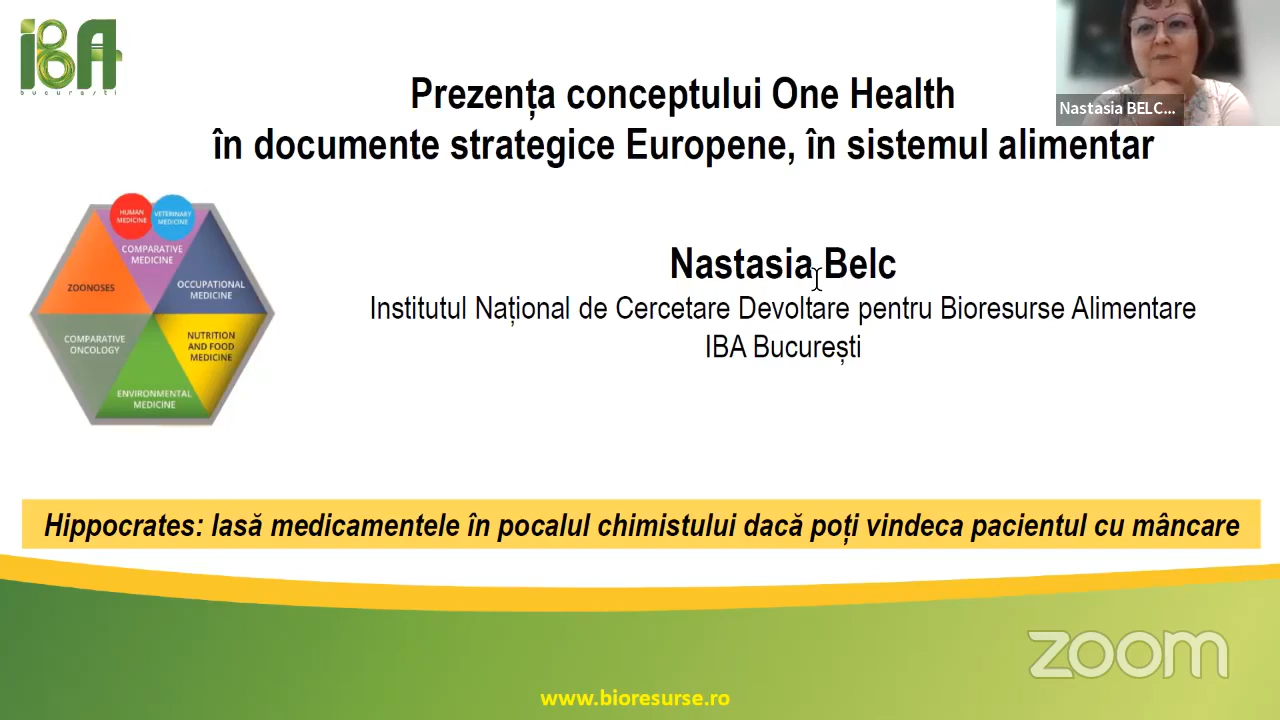 IBA
bucurești
Prezența conceptului One Health
în documente strategice Europene, în sistemul alimentar
Nastasia BELC...
HUMAN
MEDICINE
VETERINARY
MEDICINE
COMPARATIVE
MEDICINE
ZOONOSES
OCCUPATIONAL
MEDICINE
COMPARATIVE
ONCOLOGY
NUTRITION
AND FOOD
MEDICINE
ENVIRONMENTAL
MEDICINE
Nastasia Belc
Institutul Național de Cercetare Devoltare pentru Bioresurse Alimentare
IBA București
Hippocrates: lasă medicamentele în pocalul chimistului dacă poți vindeca pacientul cu mâncare
zoom
www.bioresurse.ro